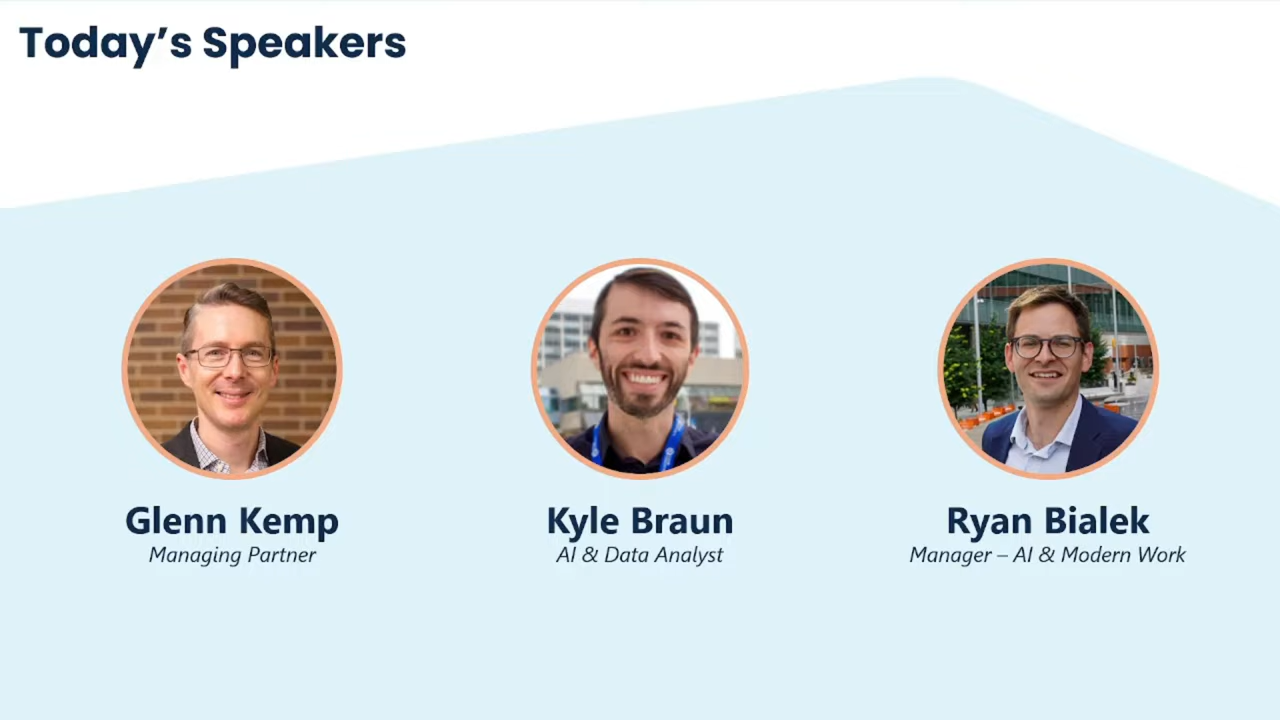 Today’s Speakers
Glenn Kemp
Managing Partner
Kyle Braun
AI & Data Analyst
Ryan Bialek
Manager – AI & Modern Work